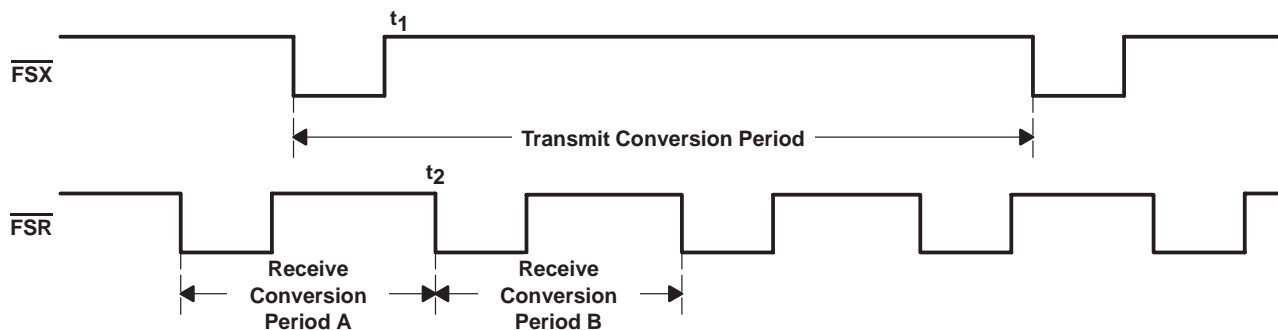 t1
FSX
Transmit Conversion Period
t2
FSR
Receive
Conversion
Period A
Receive
Conversion
Period B